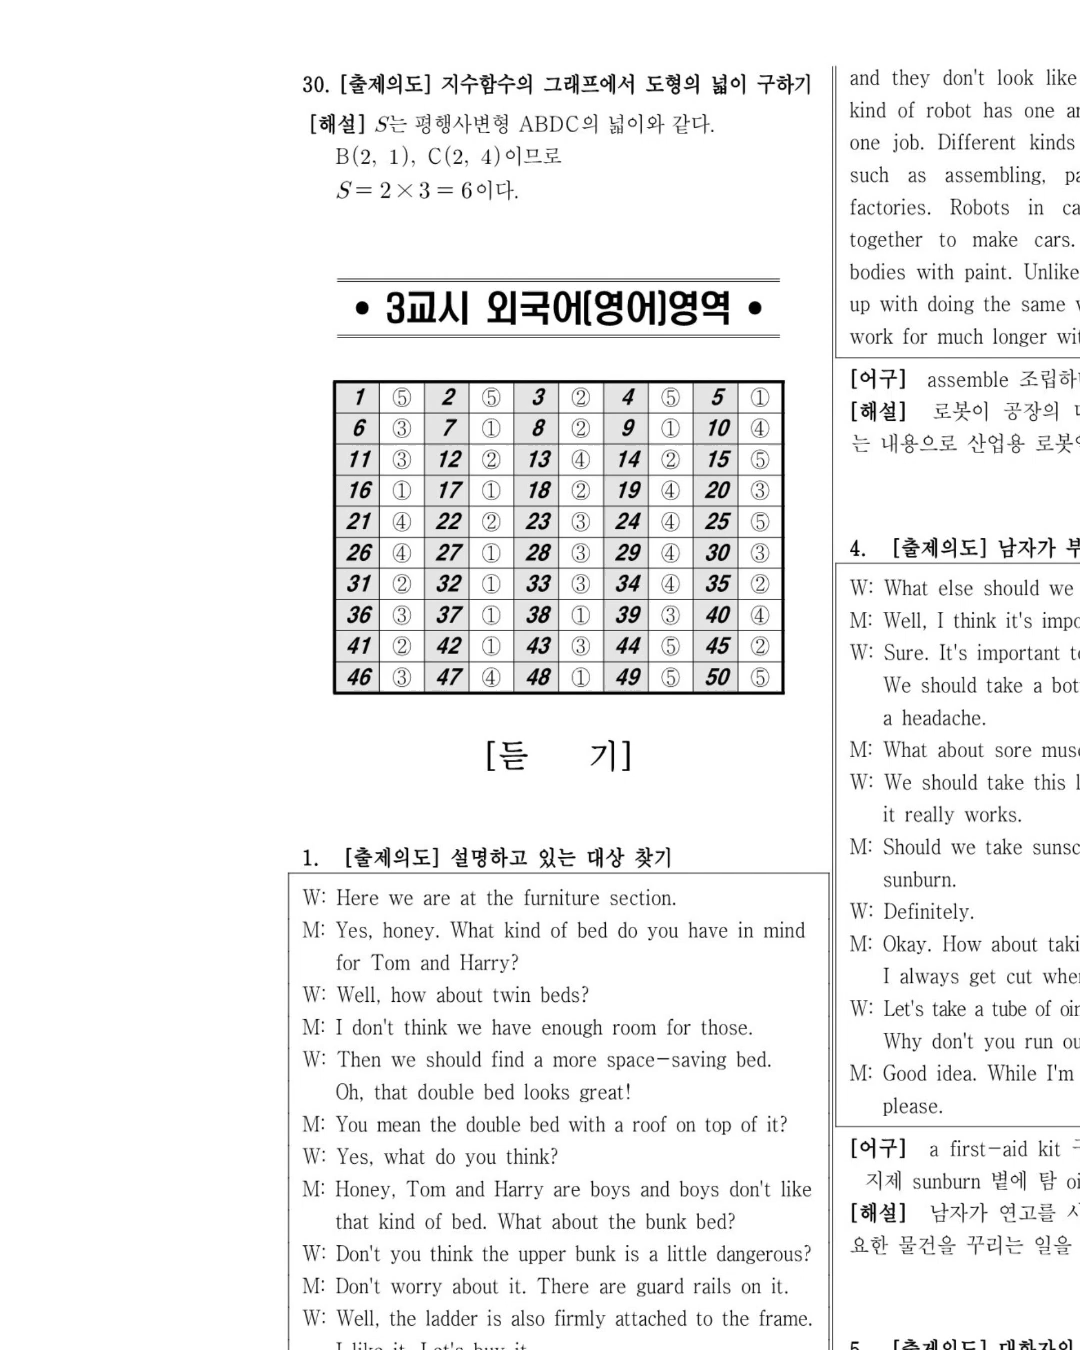 30. [출제의도] 지수함수의 그래프에서 도형의 넓이 구하기
[해설] S는 평행사변형 ABDC의 넓이와 같다.
B(2, 1), C(2, 4)이므로
S = 2 × 3 = 6이다.
• 3교시 외국어(영어)영역 •
1 ⑤ 2 ⑤ 3 ② 4 ⑤ 5 ①
6 ③ 7 ① 8 ② 9 ① 10 ④
11 ③ 12 ② 13 ④ 14 ② 15 ⑤
16 ① 17 ① 18 ② 19 ④ 20 ③
21 ④ 22 ② 23 ③ 24 ④ 25 ⑤
26 ④ 27 ① 28 ③ 29 ④ 30 ③
31 ② 32 ① 33 ③ 34 ④ 35 ②
36 ③ 37 ① 38 ① 39 ③ 40 ④
41 ② 42 ① 43 ③ 44 ⑤ 45 ②
46 ③ 47 ④ 48 ① 49 ⑤ 50 ⑤
[듣 기]
1. [출제의도] 설명하고 있는 대상 찾기
W: Here we are at the furniture section.
M: Yes, honey. What kind of bed do you have in mind
for Tom and Harry?
W: Well, how about twin beds?
M: I don't think we have enough room for those.
W: Then we should find a more space-saving bed.
Oh, that double bed looks great!
M: You mean the double bed with a roof on top of it?
W: Yes, what do you think?
M: Honey, Tom and Harry are boys and boys don't like
that kind of bed. What about the bunk bed?
W: Don't you think the upper bunk is a little dangerous?
M: Don't worry about it. There are guard rails on it.
W: Well, the ladder is also firmly attached to the frame.
I like it. Let's buy it.
and they don't look like
kind of robot has one
one job. Different kinds
such as assembling,
factories. Robots in
together to make cars.
bodies with paint. Unlike
up with doing the same
work for much longer
[어구] assemble
[해설] 로봇이 공장의
는 내용으로 산업용
4. [출제의도] 남자가
W: What else should we
M: Well, I think it's
W: Sure. It's important
We should take a
a headache.
M: What about sore
W: We should take this
it really works.
M: Should we take
sunburn.
W: Definitely.
M: Okay. How about
I always get cut
W: Let's take a tube of
Why don't you run
M: Good idea. While I'm
please.
[어구] a first-aid kit
지제 sunburn 볕에 탐
[해설] 남자가 연고를
요한 물건을 꾸리는 일을
5. [출제의도] 대화자의